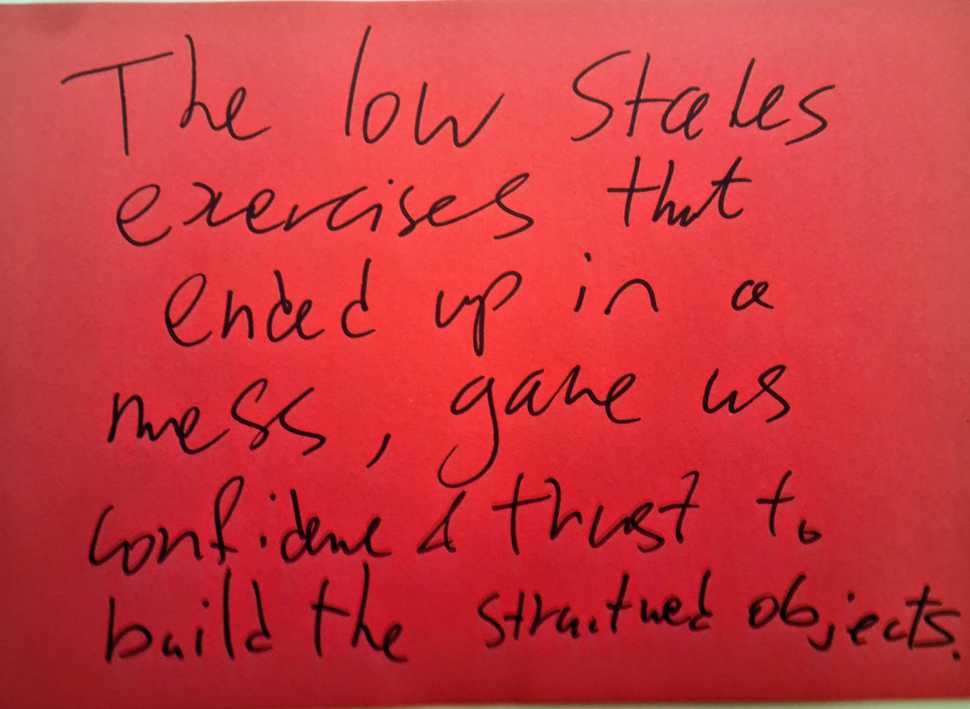 The low stakes
exercises that
ended up in a
mess, gave us
confidence & trust to
build the structured objects.